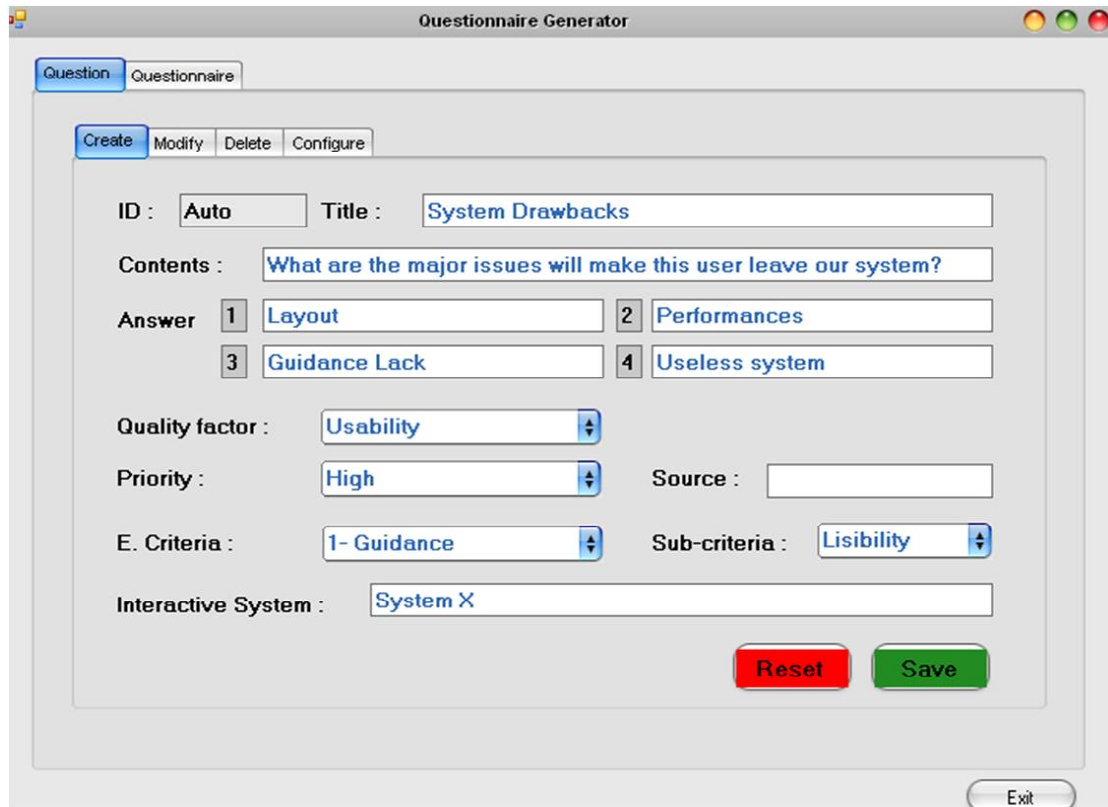 Questionnaire Generator
Question Questionnaire
Create Modify Delete Configure
ID : Auto Title : System Drawbacks
Contents : What are the major issues will make this user leave our system?
Answer 1 Layout 2 Performances
3 Guidance Lack 4 Useless system
Quality factor : Usability
Priority : High Source :
E. Criteria : 1- Guidance Sub-criteria : Lisibility
Interactive System : System X
Reset Save
Exit